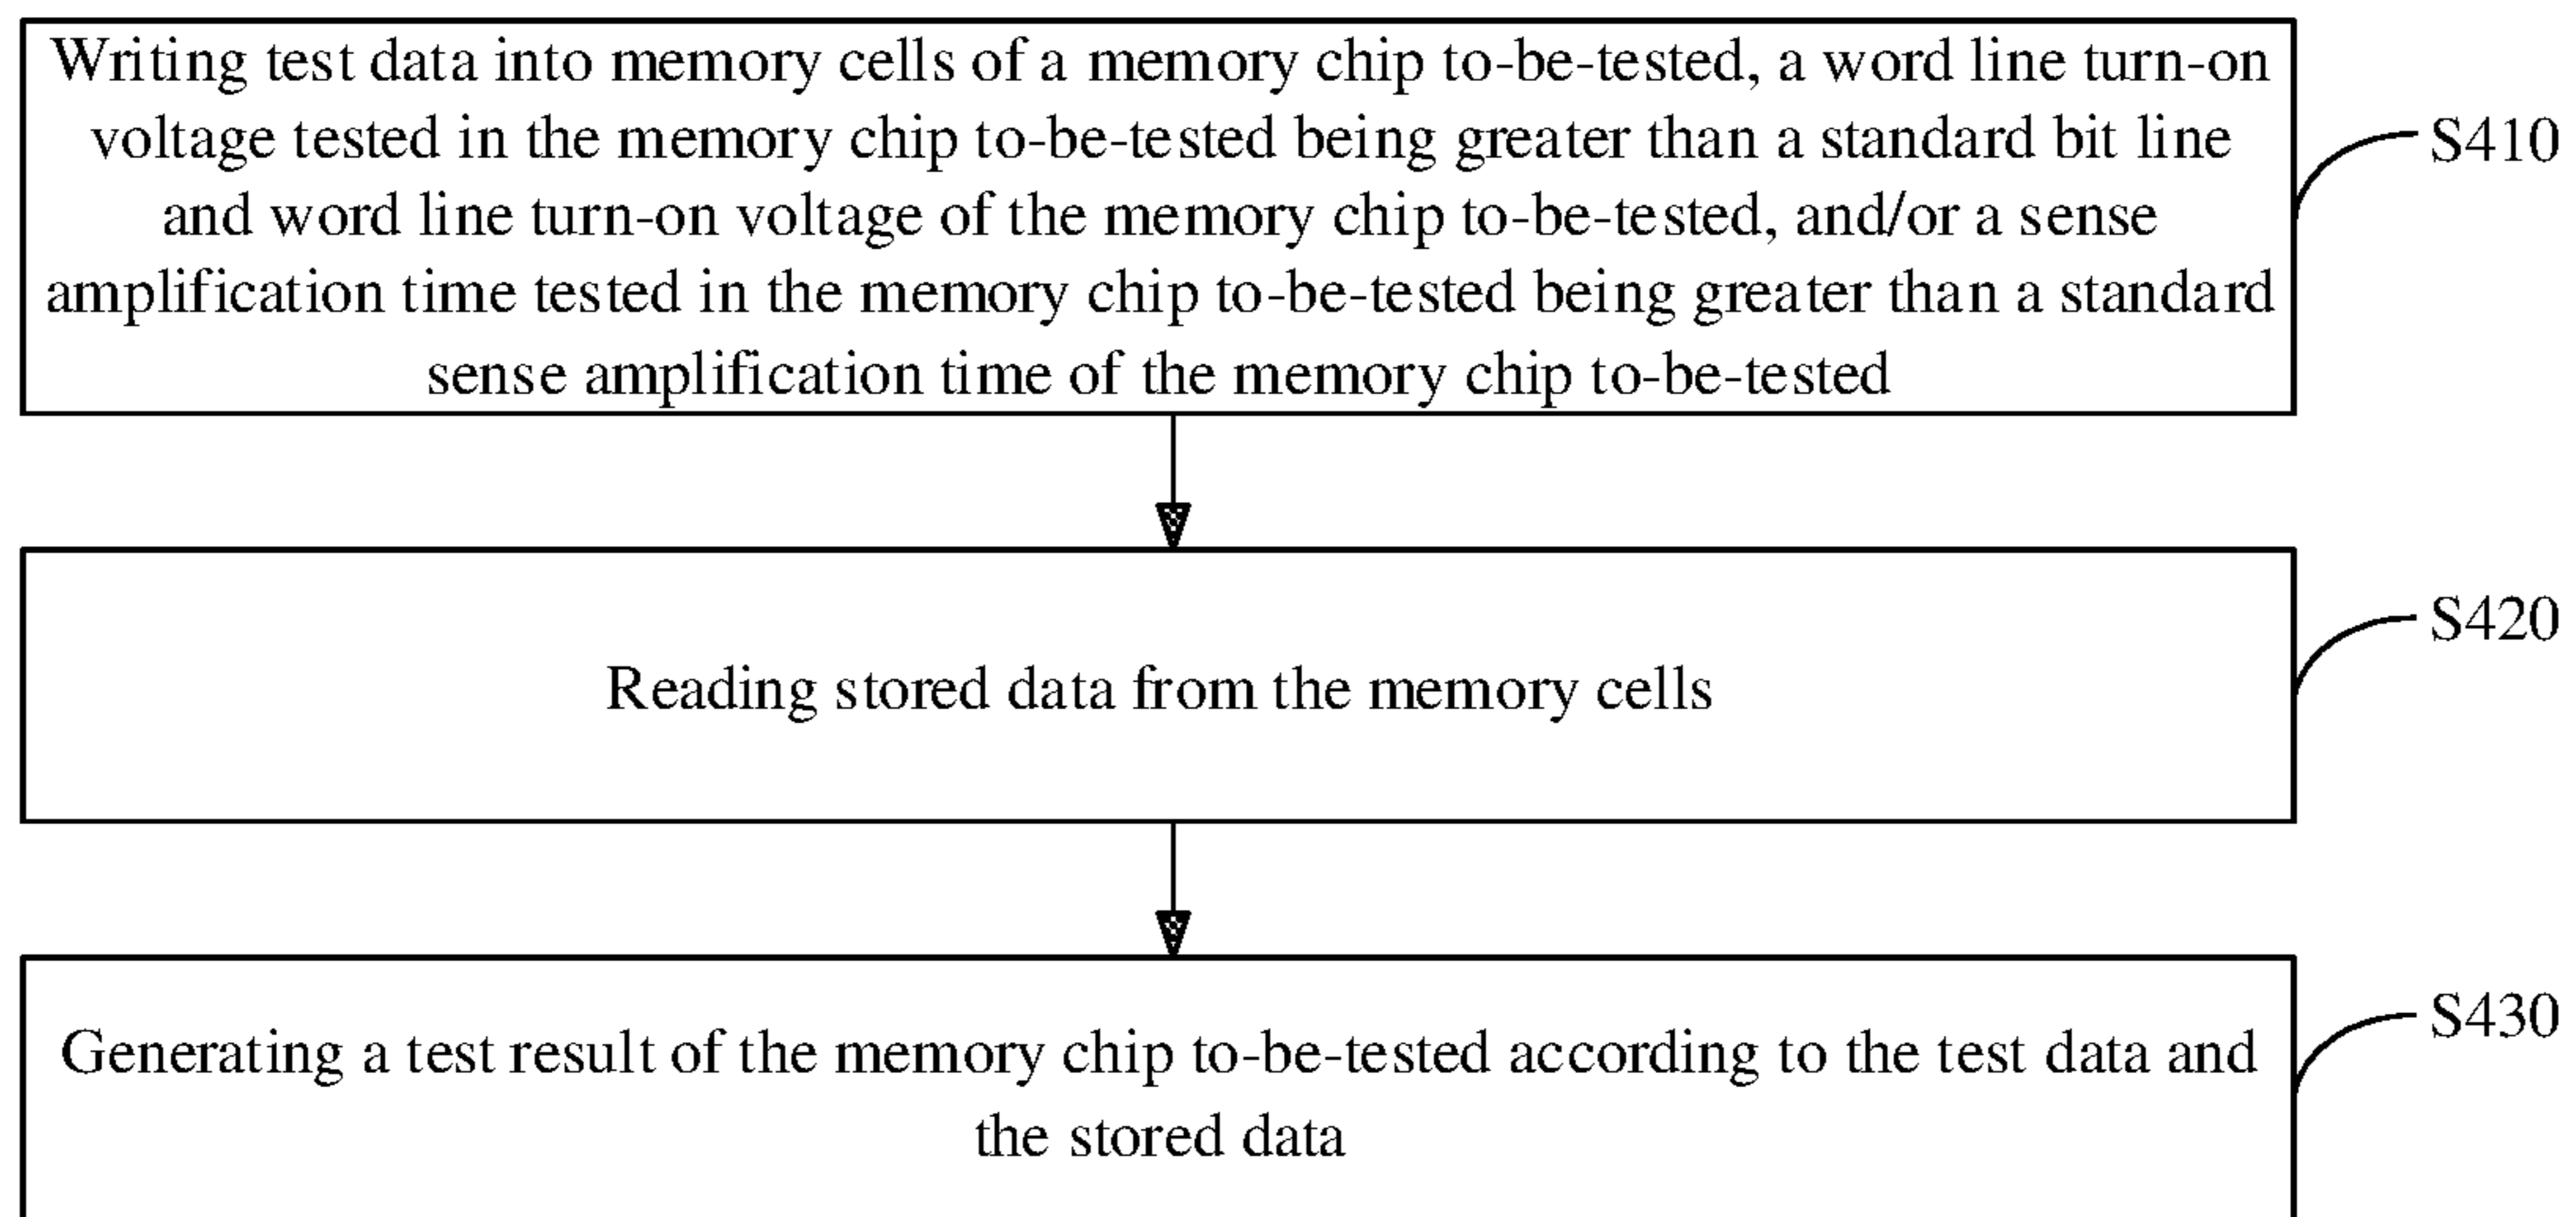 Writing test data into memory cells of a memory chip to-be-tested, a word line turn-on
voltage tested in the memory chip to-be-tested being greater than a standard bit line
and word line turn-on voltage of the memory chip to-be-tested, and/or a sense
amplification time tested in the memory chip to-be-tested being greater than a standard
sense amplification time of the memory chip to-be-tested
S410
Reading stored data from the memory cells
S420
Generating a test result of the memory chip to-be-tested according to the test data and
the stored data
S430